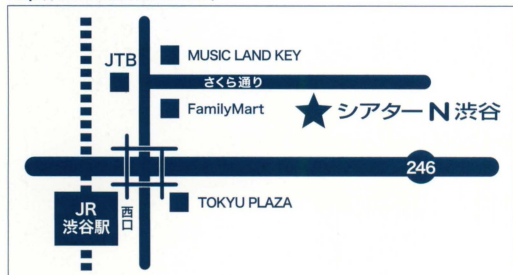 MUSIC LAND KEY
JTB
さくら通り
FamilyMart
シアターN渋谷
246
TOKYU PLAZA
JR
渋谷駅
西口